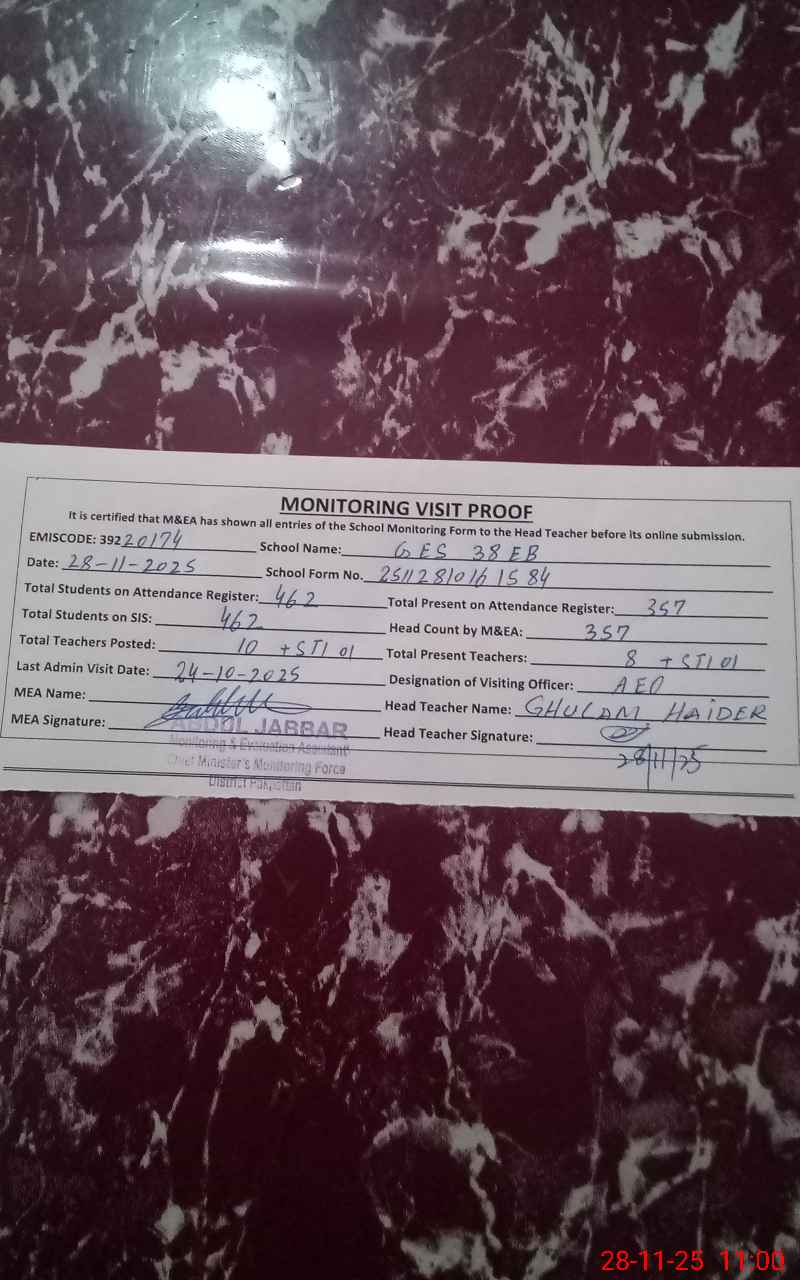 MONITORING VISIT PROOF
It is certified that M&EA has shown all entries of the School Monitoring Form to the Head Teacher before its online submission.
EMISCODE: 39220174 School Name: GES 38 EB
Date: 28-11-2025 School Form No. 2511281016 1584
Total Students on Attendance Register: 462 Total Present on Attendance Register: 357
Total Students on SIS: 462 Head Count by M&EA: 357
Total Teachers Posted: 10 + STI 01 Total Present Teachers: 8 + STI 01
Last Admin Visit Date: 24-10-2025 Designation of Visiting Officer: AEO
MEA Name: Head Teacher Name: GHULAM HAIDER
MEA Signature: Head Teacher Signature:
ABDUL JABBAR
Monitoring & Evaluation Assistant
Chief Minister's Monitoring Force
District Pakpattan
28/11/25
28-11-25 11:00